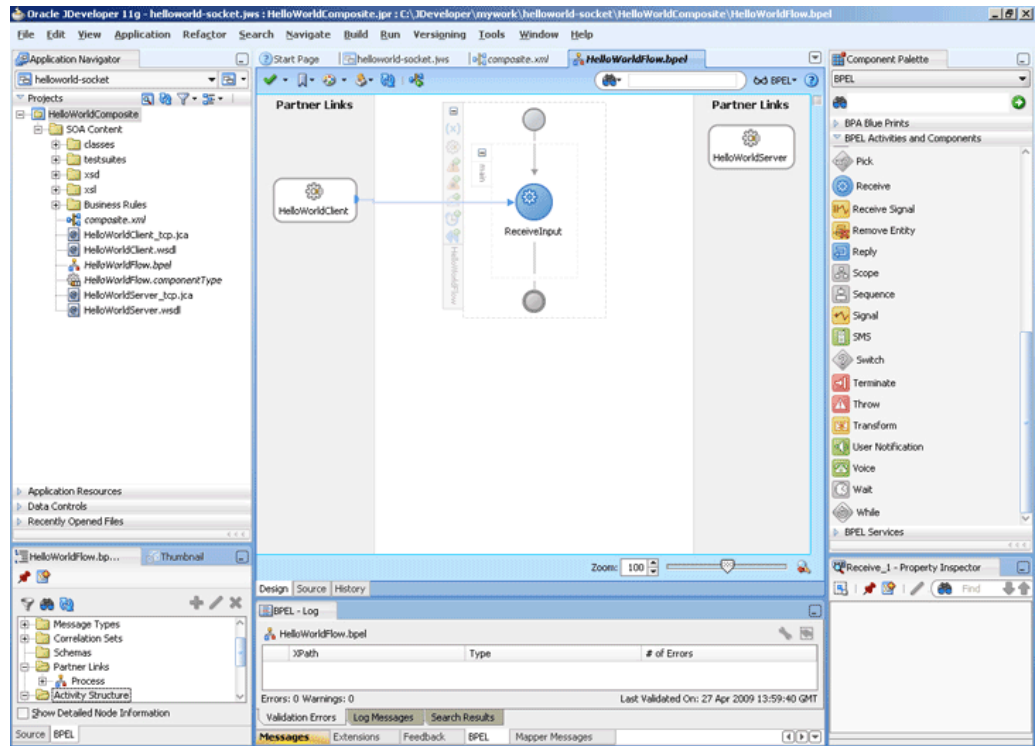 Oracle JDeveloper 11g - helloworld-socket.jws : HelloWorldComposite.jpr : C:\JDeveloper\mywork\helloworld-socket\HelloWorldComposite\HelloWorldFlow.bpel
File Edit View Application Refactor Search Navigate Build Run Versigning Tools Window Help
Application Navigator
helloworld-socket
Projects
HelloWorldComposite
SOA Content
classes
testsuites
xsd
xsl
Business Rules
composite.xml
HelloWorldClient_tcp.jca
HelloWorldClient.wsdl
HelloWorldFlow.bpel
HelloWorldFlow.componentType
HelloWorldServer_tcp.jca
HelloWorldServer.wsdl
Application Resources
Data Controls
Recently Opened Files
HelloWorldFlow.bp...
Thumbnail
Message Types
Correlation Sets
Schemas
Partner Links
Process
Activity Structure
Show Detailed Node Information
Source BPEL
Start Page
helloworld-socket.jws
composite.xml
HelloWorldFlow.bpel
BPEL
Partner Links
HelloWorldClient
main
ReceiveInput
HelloWorldFlow
Partner Links
HelloWorldServer
Zoom: 100
Design Source History
BPEL - Log
HelloWorldFlow.bpel
XPath Type # of Errors
Errors: 0 Warnings: 0 Last Validated On: 27 Apr 2009 13:59:40 GMT
Validation Errors Log Messages Search Results
Messages Extensions Feedback BPEL Mapper Messages
Component Palette
BPEL
BPA Blue Prints
BPEL Activities and Components
Pick
Receive
Receive Signal
Remove Entity
Reply
Scope
Sequence
Signal
SMS
Switch
Terminate
Throw
Transform
User Notification
Voice
Wait
While
BPEL Services
Receive_1 - Property Inspector
Find